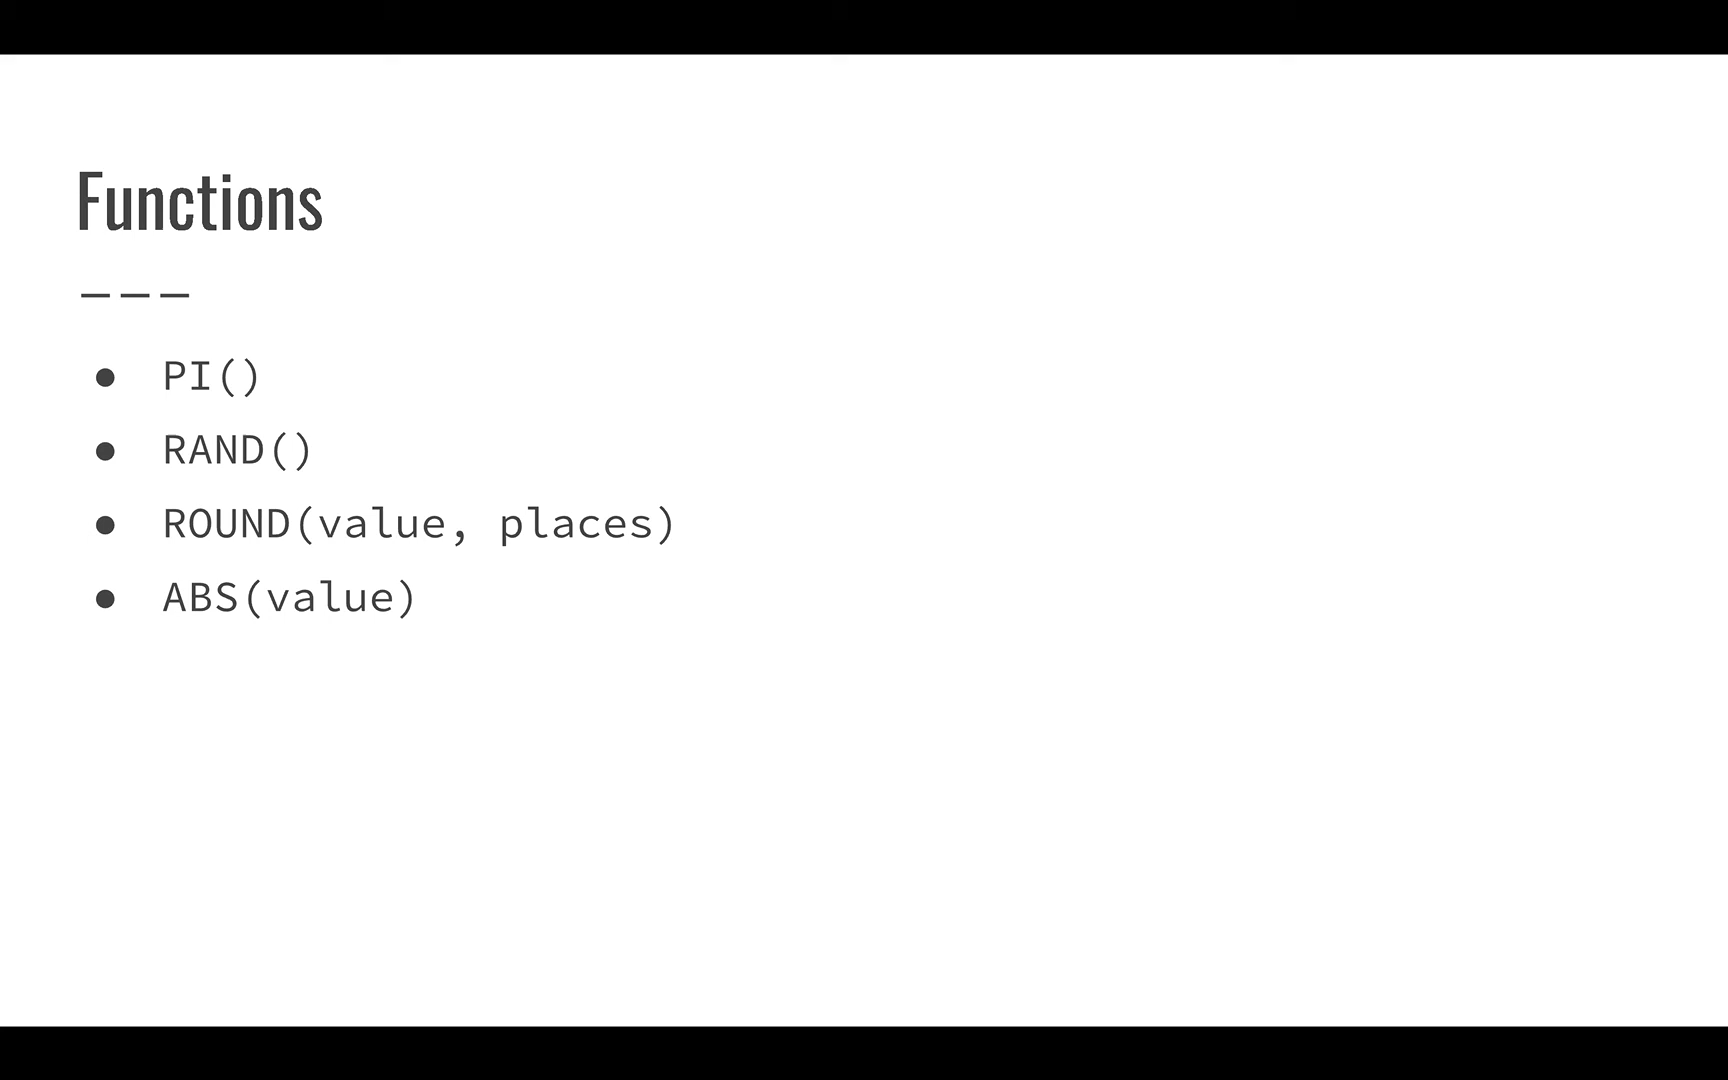 Functions
———
● PI()
● RAND()
● ROUND(value, places)
● ABS(value)